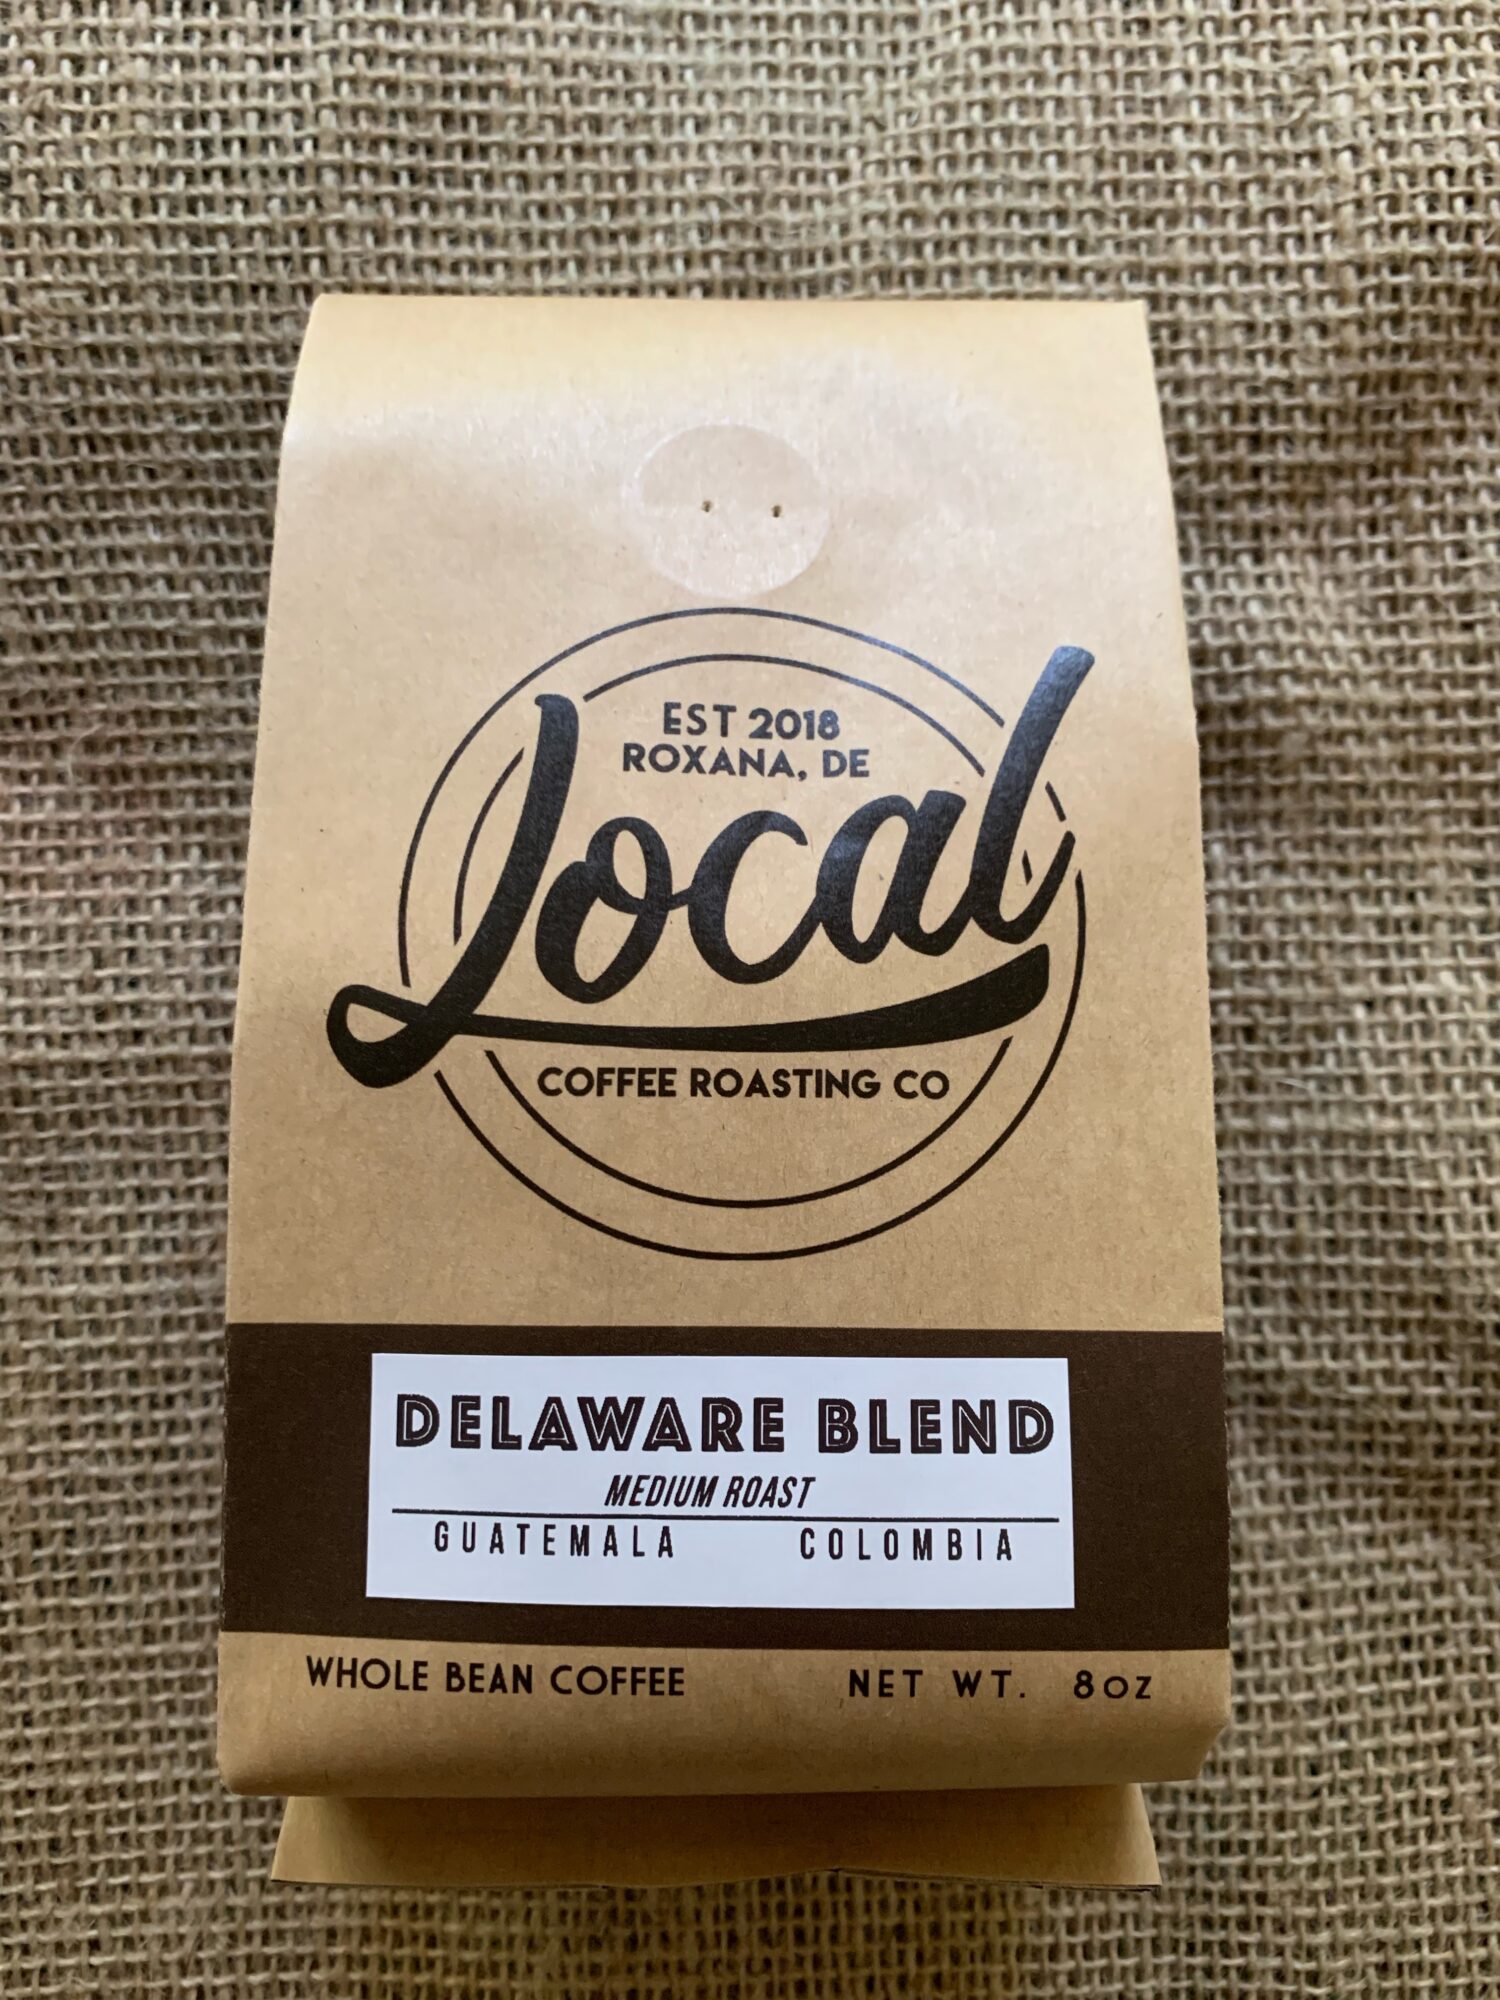 EST 2018
ROXANA, DE
Local
COFFEE ROASTING CO
DELAWARE BLEND
MEDIUM ROAST
GUATEMALA COLOMBIA
WHOLE BEAN COFFEE NET WT. 8OZ